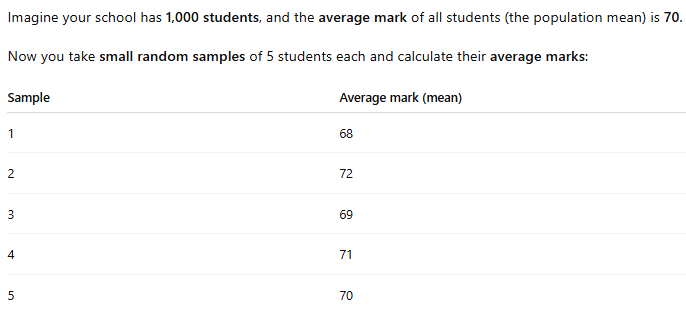 Imagine your school has 1,000 students, and the average mark of all students (the population mean) is 70.
Now you take small random samples of 5 students each and calculate their average marks:
Sample Average mark (mean)
1 68
2 72
3 69
4 71
5 70